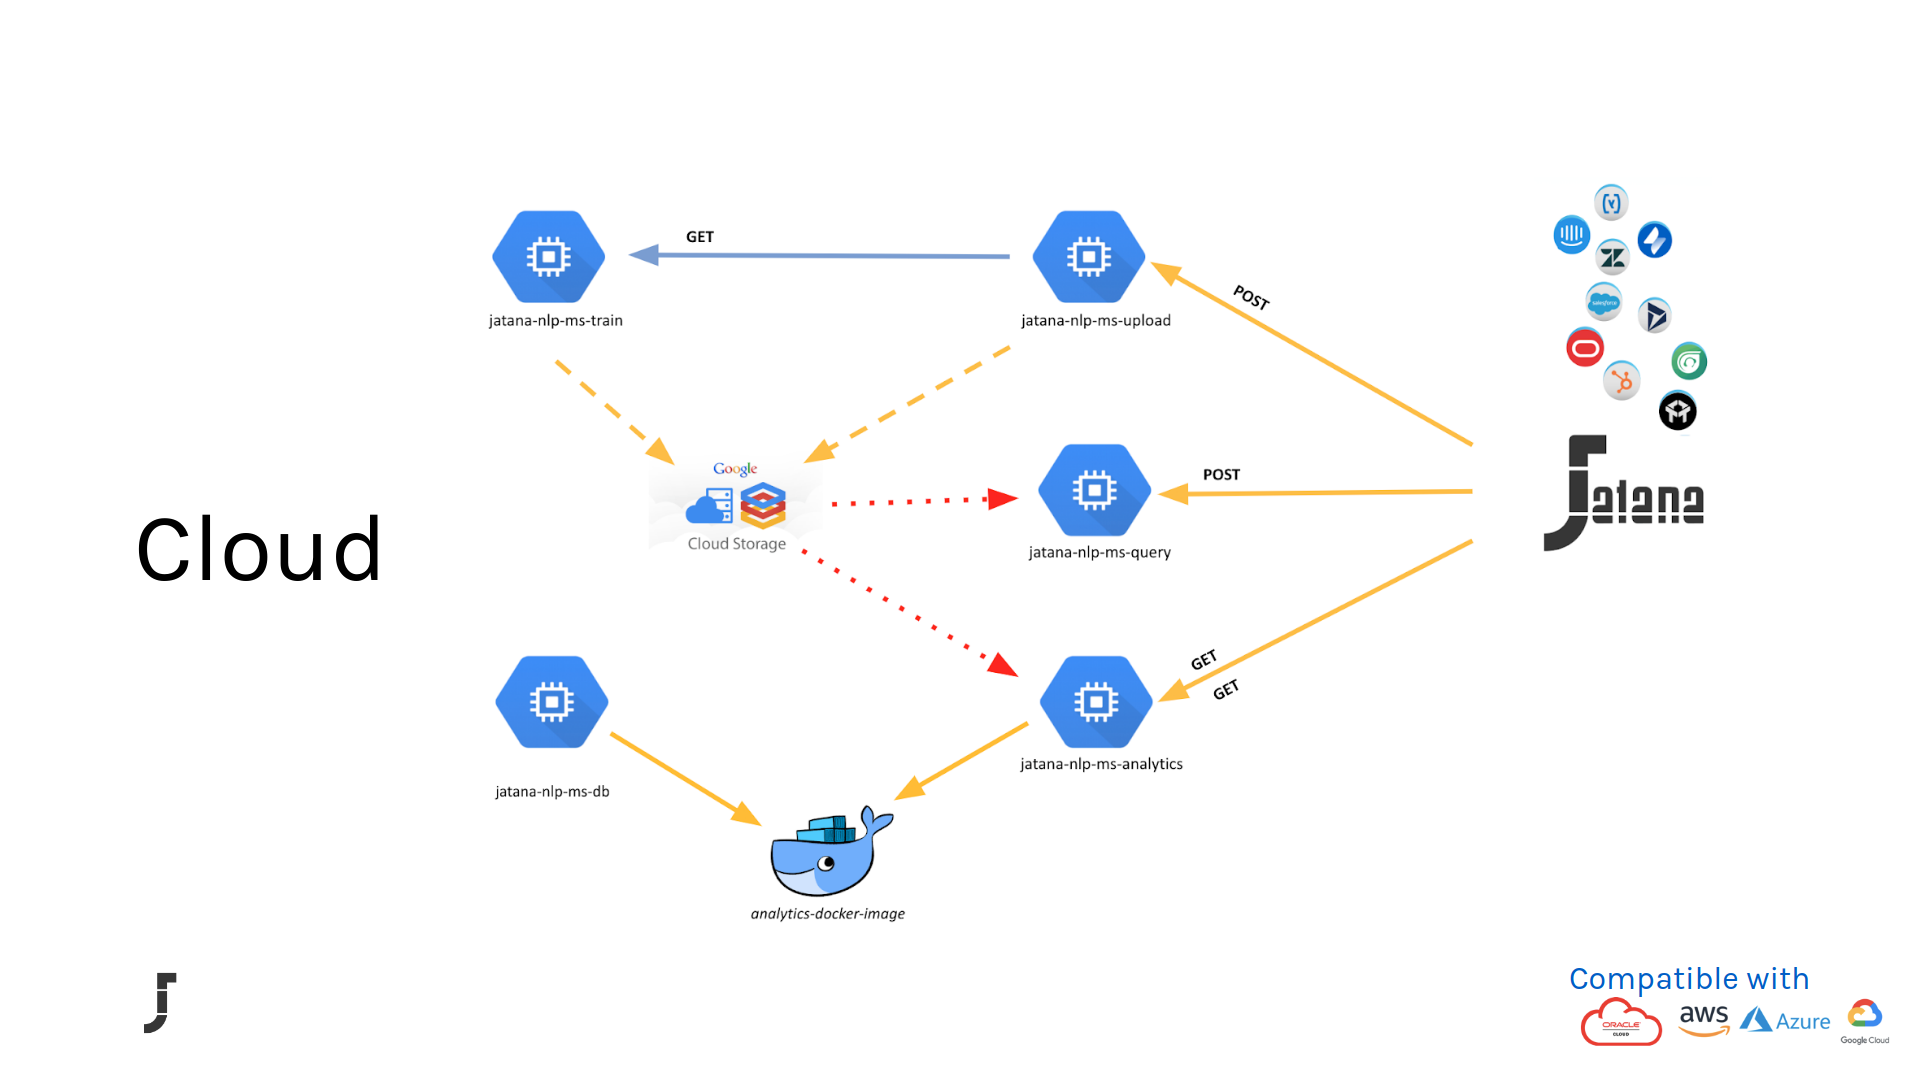 Cloud
GET
jatana-nlp-ms-train
jatana-nlp-ms-upload
POST
salesforce
Google
Cloud Storage
POST
jatana-nlp-ms-query
Jatana
GET
GET
jatana-nlp-ms-db
jatana-nlp-ms-analytics
analytics-docker-image
Compatible with
ORACLE
CLOUD
aws
Azure
Google Cloud